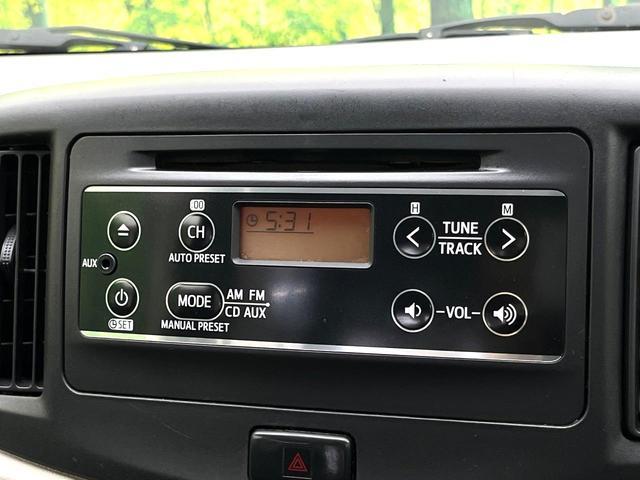 :00
CH
AUTO PRESET
5:31
H
M
TUNE
TRACK
AUX
SET
MODE
AM FM
CD AUX
MANUAL PRESET
-VOL-